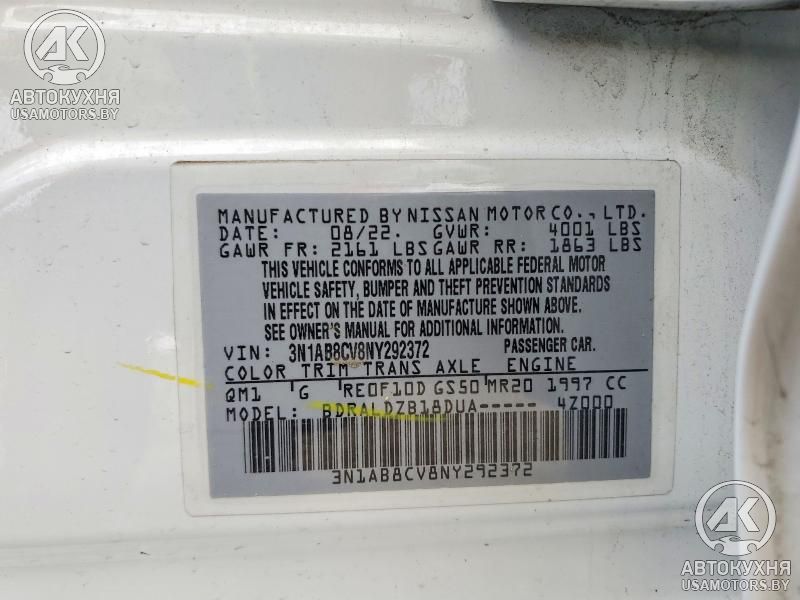 AK
АВТОКУХНЯ
USAMOTORS.BY
MANUFACTURED BY NISSAN MOTOR CO., LTD.
DATE: 08/22. GVWR: 4001 LBS
GAWR FR: 2161 LBS GAWR RR: 1863 LBS
THIS VEHICLE CONFORMS TO ALL APPLICABLE FEDERAL MOTOR
VEHICLE SAFETY, BUMPER AND THEFT PREVENTION STANDARDS
IN EFFECT ON THE DATE OF MANUFACTURE SHOWN ABOVE.
SEE OWNER'S MANUAL FOR ADDITIONAL INFORMATION.
VIN: 3N1AB8CV8NY292372 PASSENGER CAR.
COLOR TRIM TRANS AXLE ENGINE
QM1 G RE0F10D GS50 MR20 1997 CC
MODEL: BDRALDZB18DUA----- 4Z000
3N1AB8CV8NY292372
AK
АВТОКУХНЯ
USAMOTORS.BY